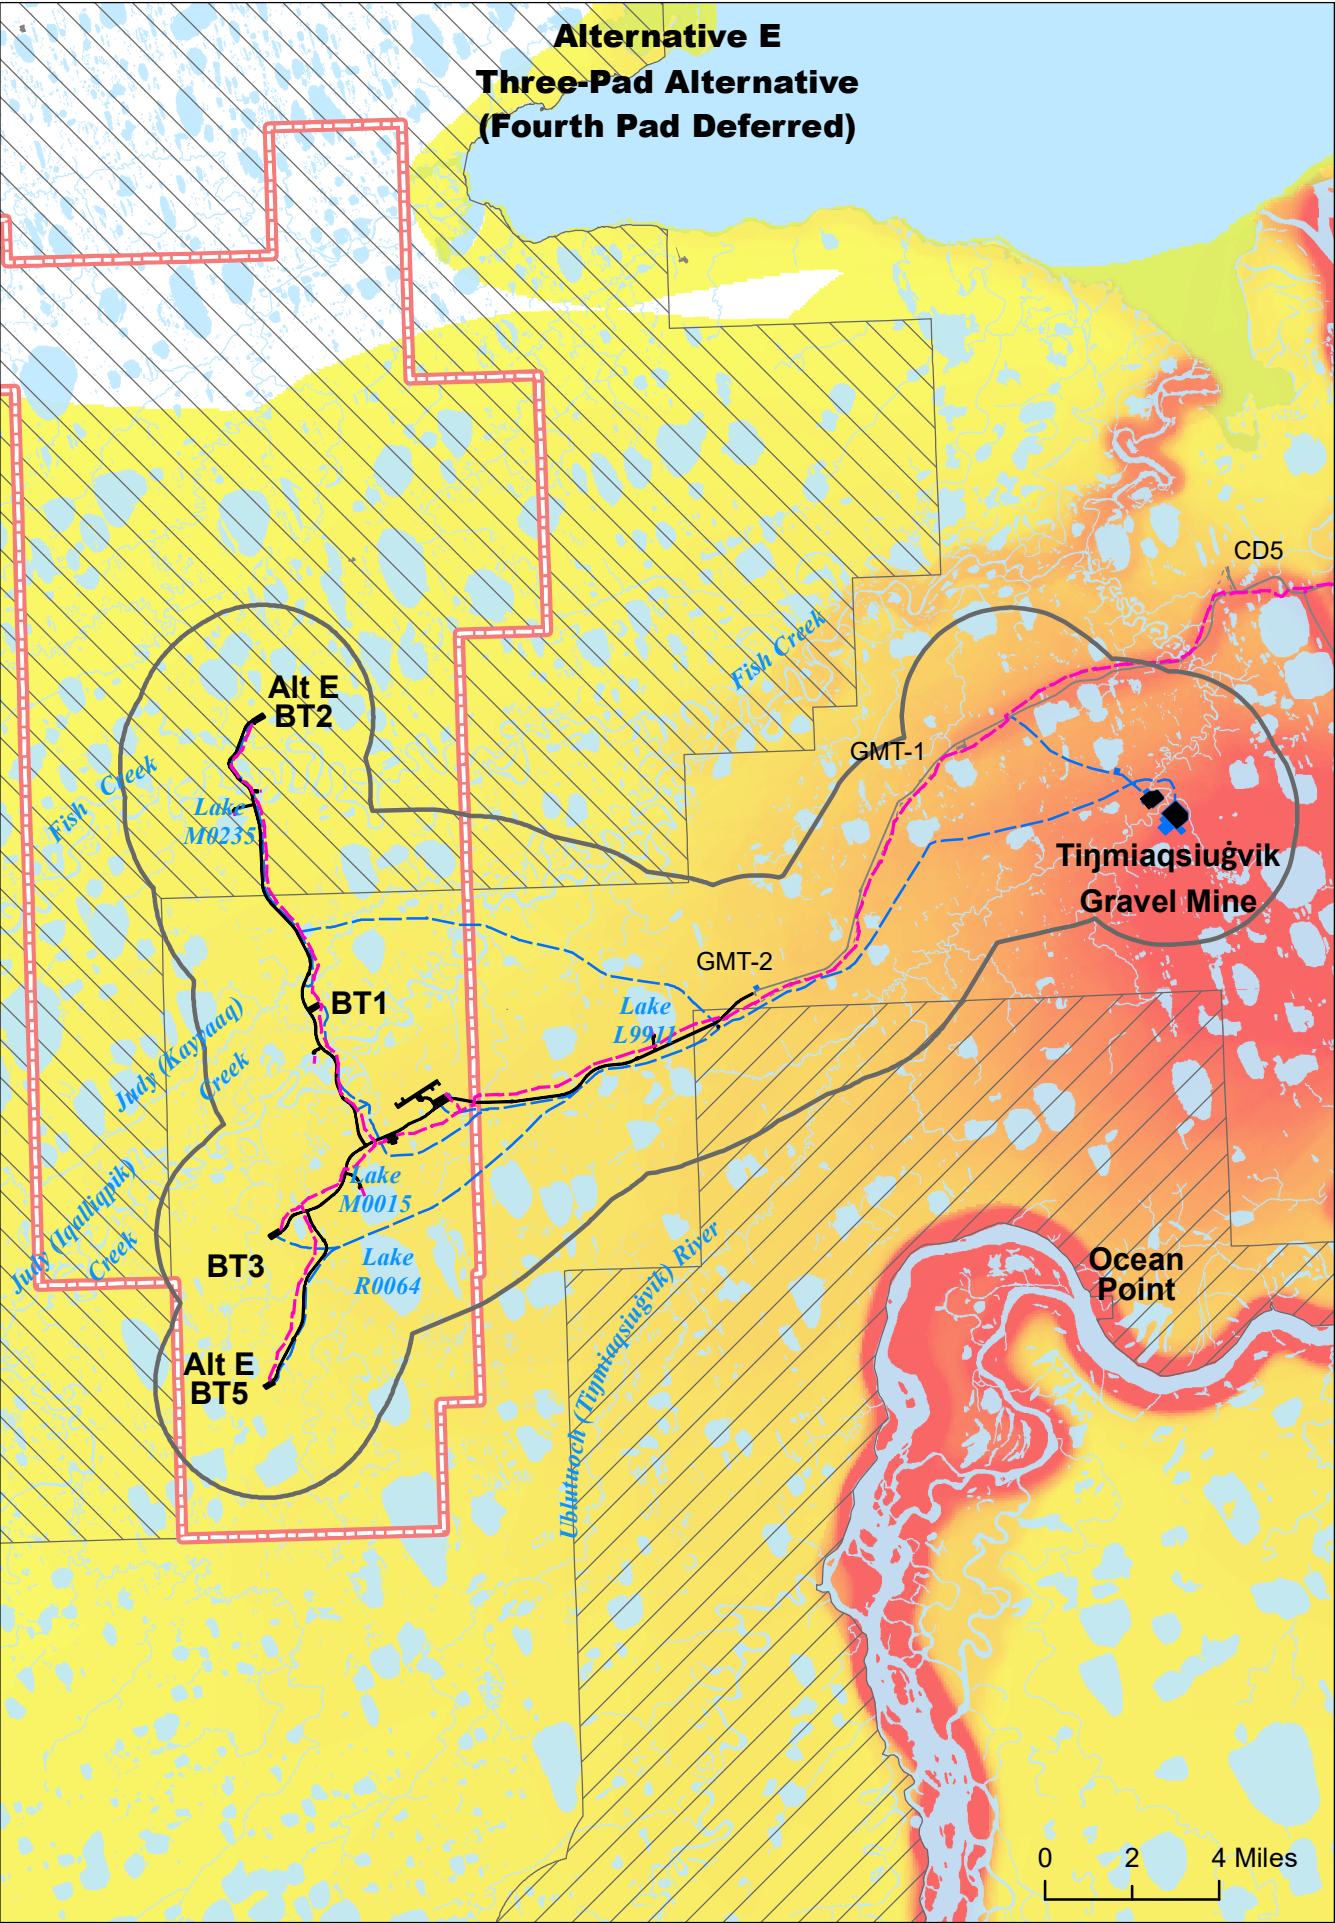 Alternative E
Three-Pad Alternative
(Fourth Pad Deferred)
CD5
Fish Creek
Alt E
BT2
GMT-1
Fish Creek
Lake
M0235
Tiŋmiaqsiuġvik
Gravel Mine
GMT-2
BT1
Lake
L9911
Judy (Kayyaaq)
Creek
Lake
M0015
Judy (Iqalliqpik)
Creek
BT3
Lake
R0064
Ublutuoch (Tiŋmiaqsiuġvik) River
Ocean
Point
Alt E
BT5
0 2 4 Miles